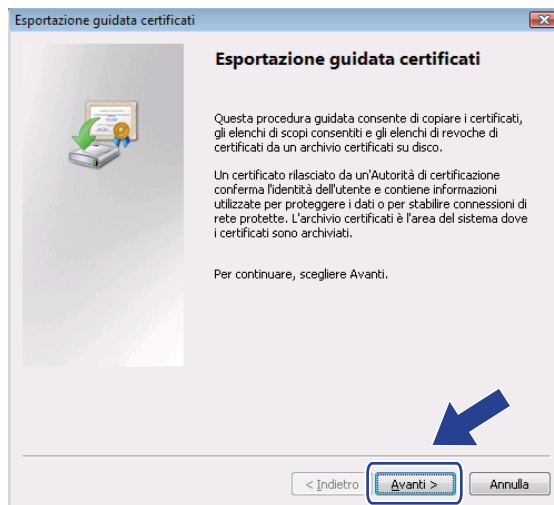 Esportazione guidata certificati
Esportazione guidata certificati
Questa procedura guidata consente di copiare i certificati,
gli elenchi di scopi consentiti e gli elenchi di revoche di
certificati da un archivio certificati su disco.
Un certificato rilasciato da un'Autorità di certificazione
conferma l'identità dell'utente e contiene informazioni
utilizzate per proteggere i dati o per stabilire connessioni di
rete protette. L'archivio certificati è l'area del sistema dove
i certificati sono archiviati.
Per continuare, scegliere Avanti.
< Indietro Avanti > Annulla